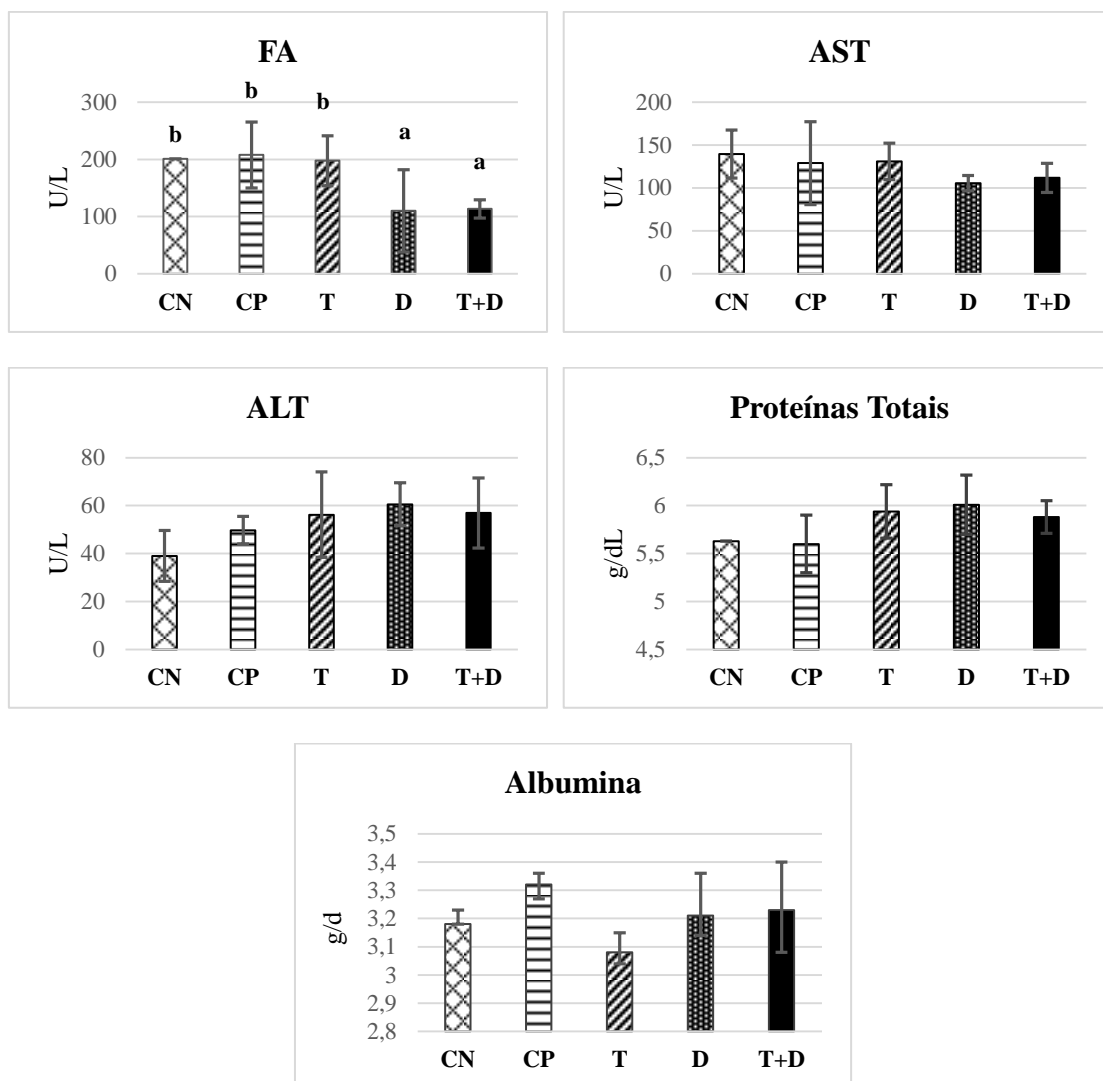 FA
b
b
b
a
a
300
200
100
0
U/L
CN CP T D T+D
AST
200
150
100
50
0
U/L
CN CP T D T+D
ALT
80
60
40
20
0
U/L
CN CP T D T+D
Proteínas Totais
6,5
6
5,5
5
4,5
g/dL
CN CP T D T+D
Albumina
3,5
3,4
3,3
3,2
3,1
3
2,9
2,8
g/d
CN CP T D T+D